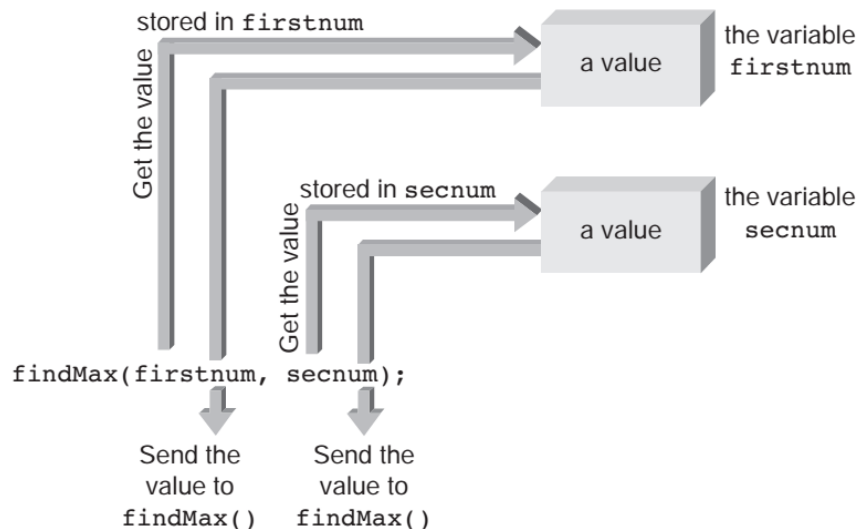 stored in firstnum
Get the value
a value
the variable
firstnum
stored in secnum
Get the value
a value
the variable
secnum
findMax(firstnum, secnum);
Send the
value to
findMax()
Send the
value to
findMax()